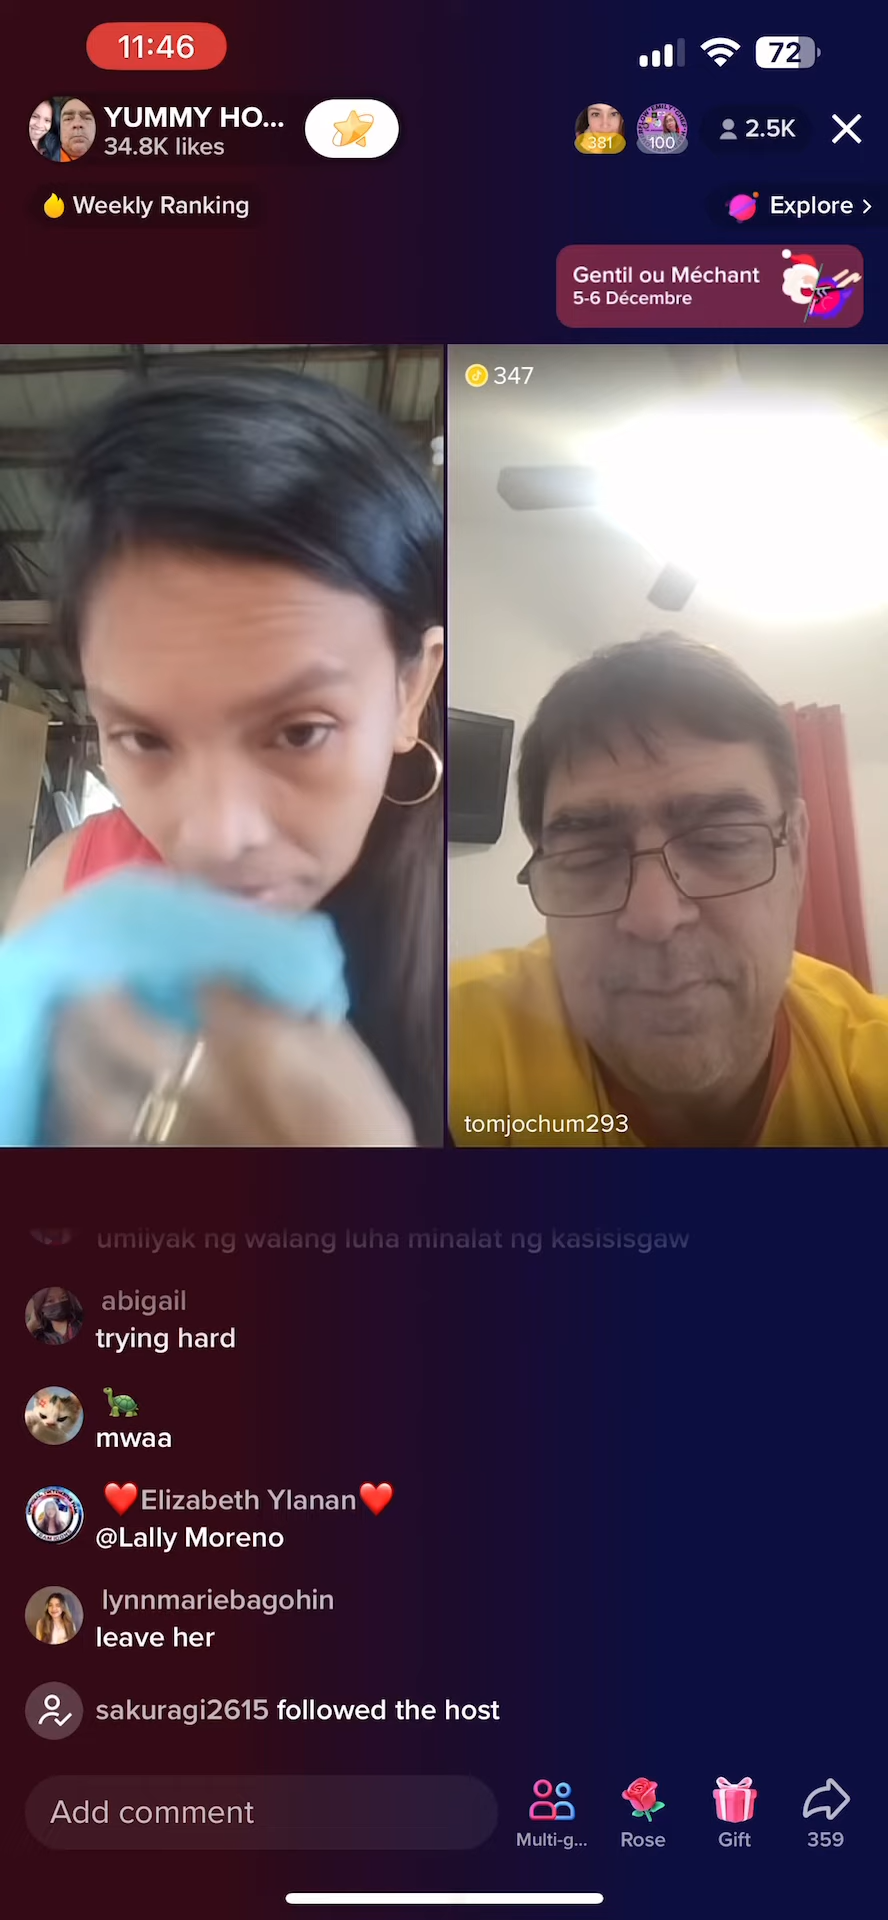 11:46
72
YUMMY HO...
34.8K likes
381
100
2.5K
Weekly Ranking
Explore >
Gentil ou Méchant
5-6 Décembre
347
tomjochum293
umiiyak ng walang luha minalat ng kasisisgaw
abigail
trying hard
mwaa
Elizabeth Ylanan
@Lally Moreno
lynnmariebagohin
leave her
sakuragi2615 followed the host
Add comment
Multi-g...
Rose
Gift
359